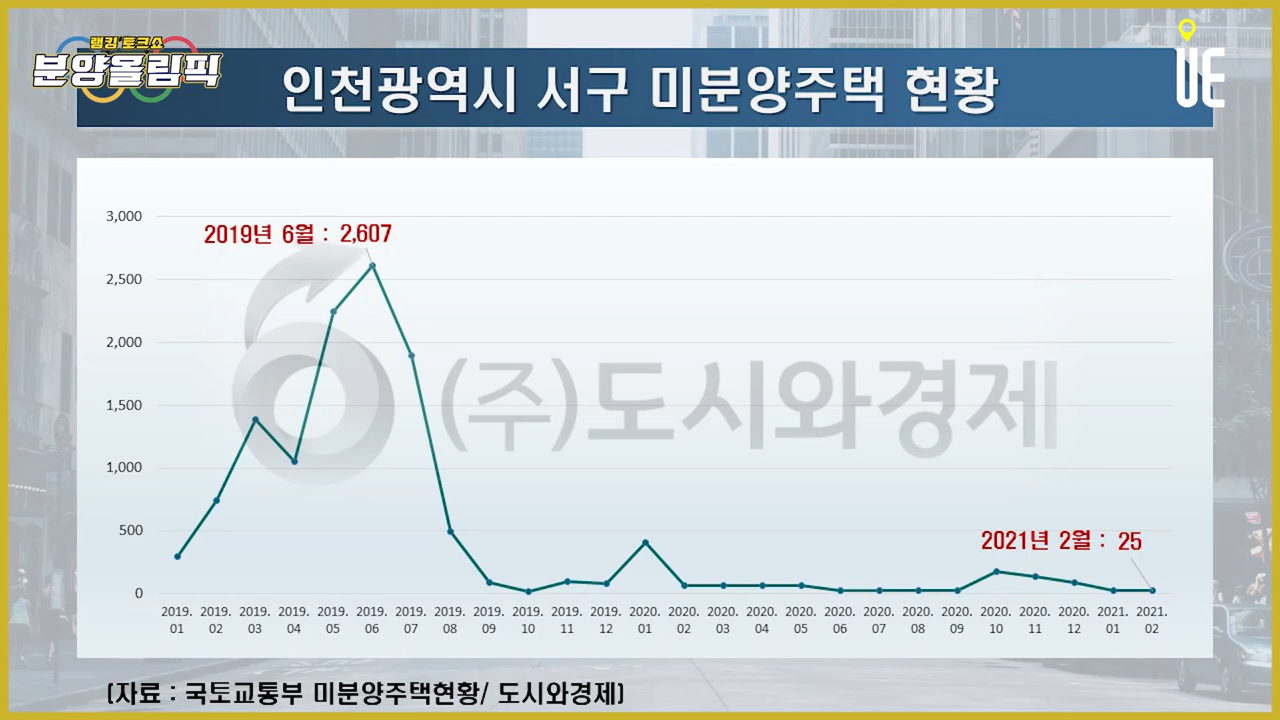 랭킹 토크쇼
분양올림픽
인천광역시 서구 미분양주택 현황
UE
3,000
2019년 6월 : 2,607
2,500
2,000
(주)도시와경제
1,500
1,000
500
2021년 2월 : 25
0
2019. 2019. 2019. 2019. 2019. 2019. 2019. 2019. 2019. 2019. 2019. 2019. 2020. 2020. 2020. 2020. 2020. 2020. 2020. 2020. 2020. 2020. 2020. 2020. 2021. 2021.
01 02 03 04 05 06 07 08 09 10 11 12 01 02 03 04 05 06 07 08 09 10 11 12 01 02
(자료 : 국토교통부 미분양주택현황/ 도시와경제)